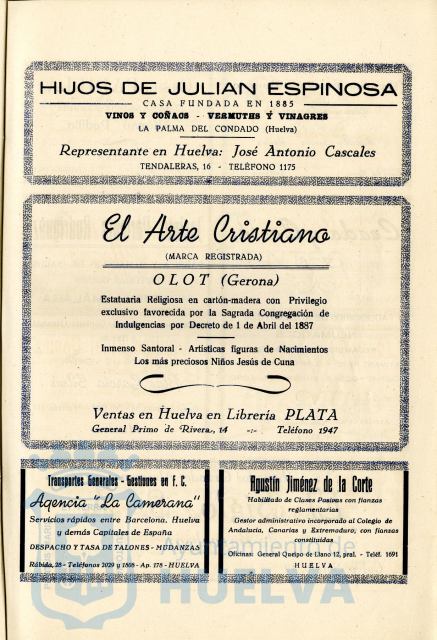 HIJOS DE JULIAN ESPINOSA
CASA FUNDADA EN 1885
VINOS Y COÑACS - VERMUTES Y VINAGRES
LA PALMA DEL CONDADO (Huelva)
Representante en Huelva: José Antonio Cascales
TENDALERAS, 16 - TELÉFONO 1175
El Arte Cristiano
(MARCA REGISTRADA)
OLOT (Gerona)
Estatuaria Religiosa en cartón-madera con Privilegio
exclusivo favorecida por la Sagrada Congregación de
Indulgencias por Decreto de 1 de Abril del 1887
Inmenso Santoral - Artísticas figuras de Nacimientos
Los más preciosos Niños Jesús de Cuna
Ventas en Huelva en Librería PLATA
General Primo de Rivera, 14 -:- Teléfono 1947
Transportes Generales - Gestiones en F. C.
Agencia "La Camerana"
Servicios rápidos entre Barcelona, Huelva
y demás Capitales de España
DESPACHO Y TASA DE TALONES - MUDANZAS
Rábida, 25 - Teléfonos 2029 y 1808 - Ap. 178 - HUELVA
Agustín Jiménez de la Corte
Habilitado de Clases Pasivas con fianzas
reglamentarias
Gestor administrativo incorporado al Colegio de
Andalucía, Canarias y Extremadura, con fianzas
constituídas
Oficinas: General Queipo de Llano 12, pral. - Teléf. 1691
HUELVA
Ayuntamiento de
HUELVA